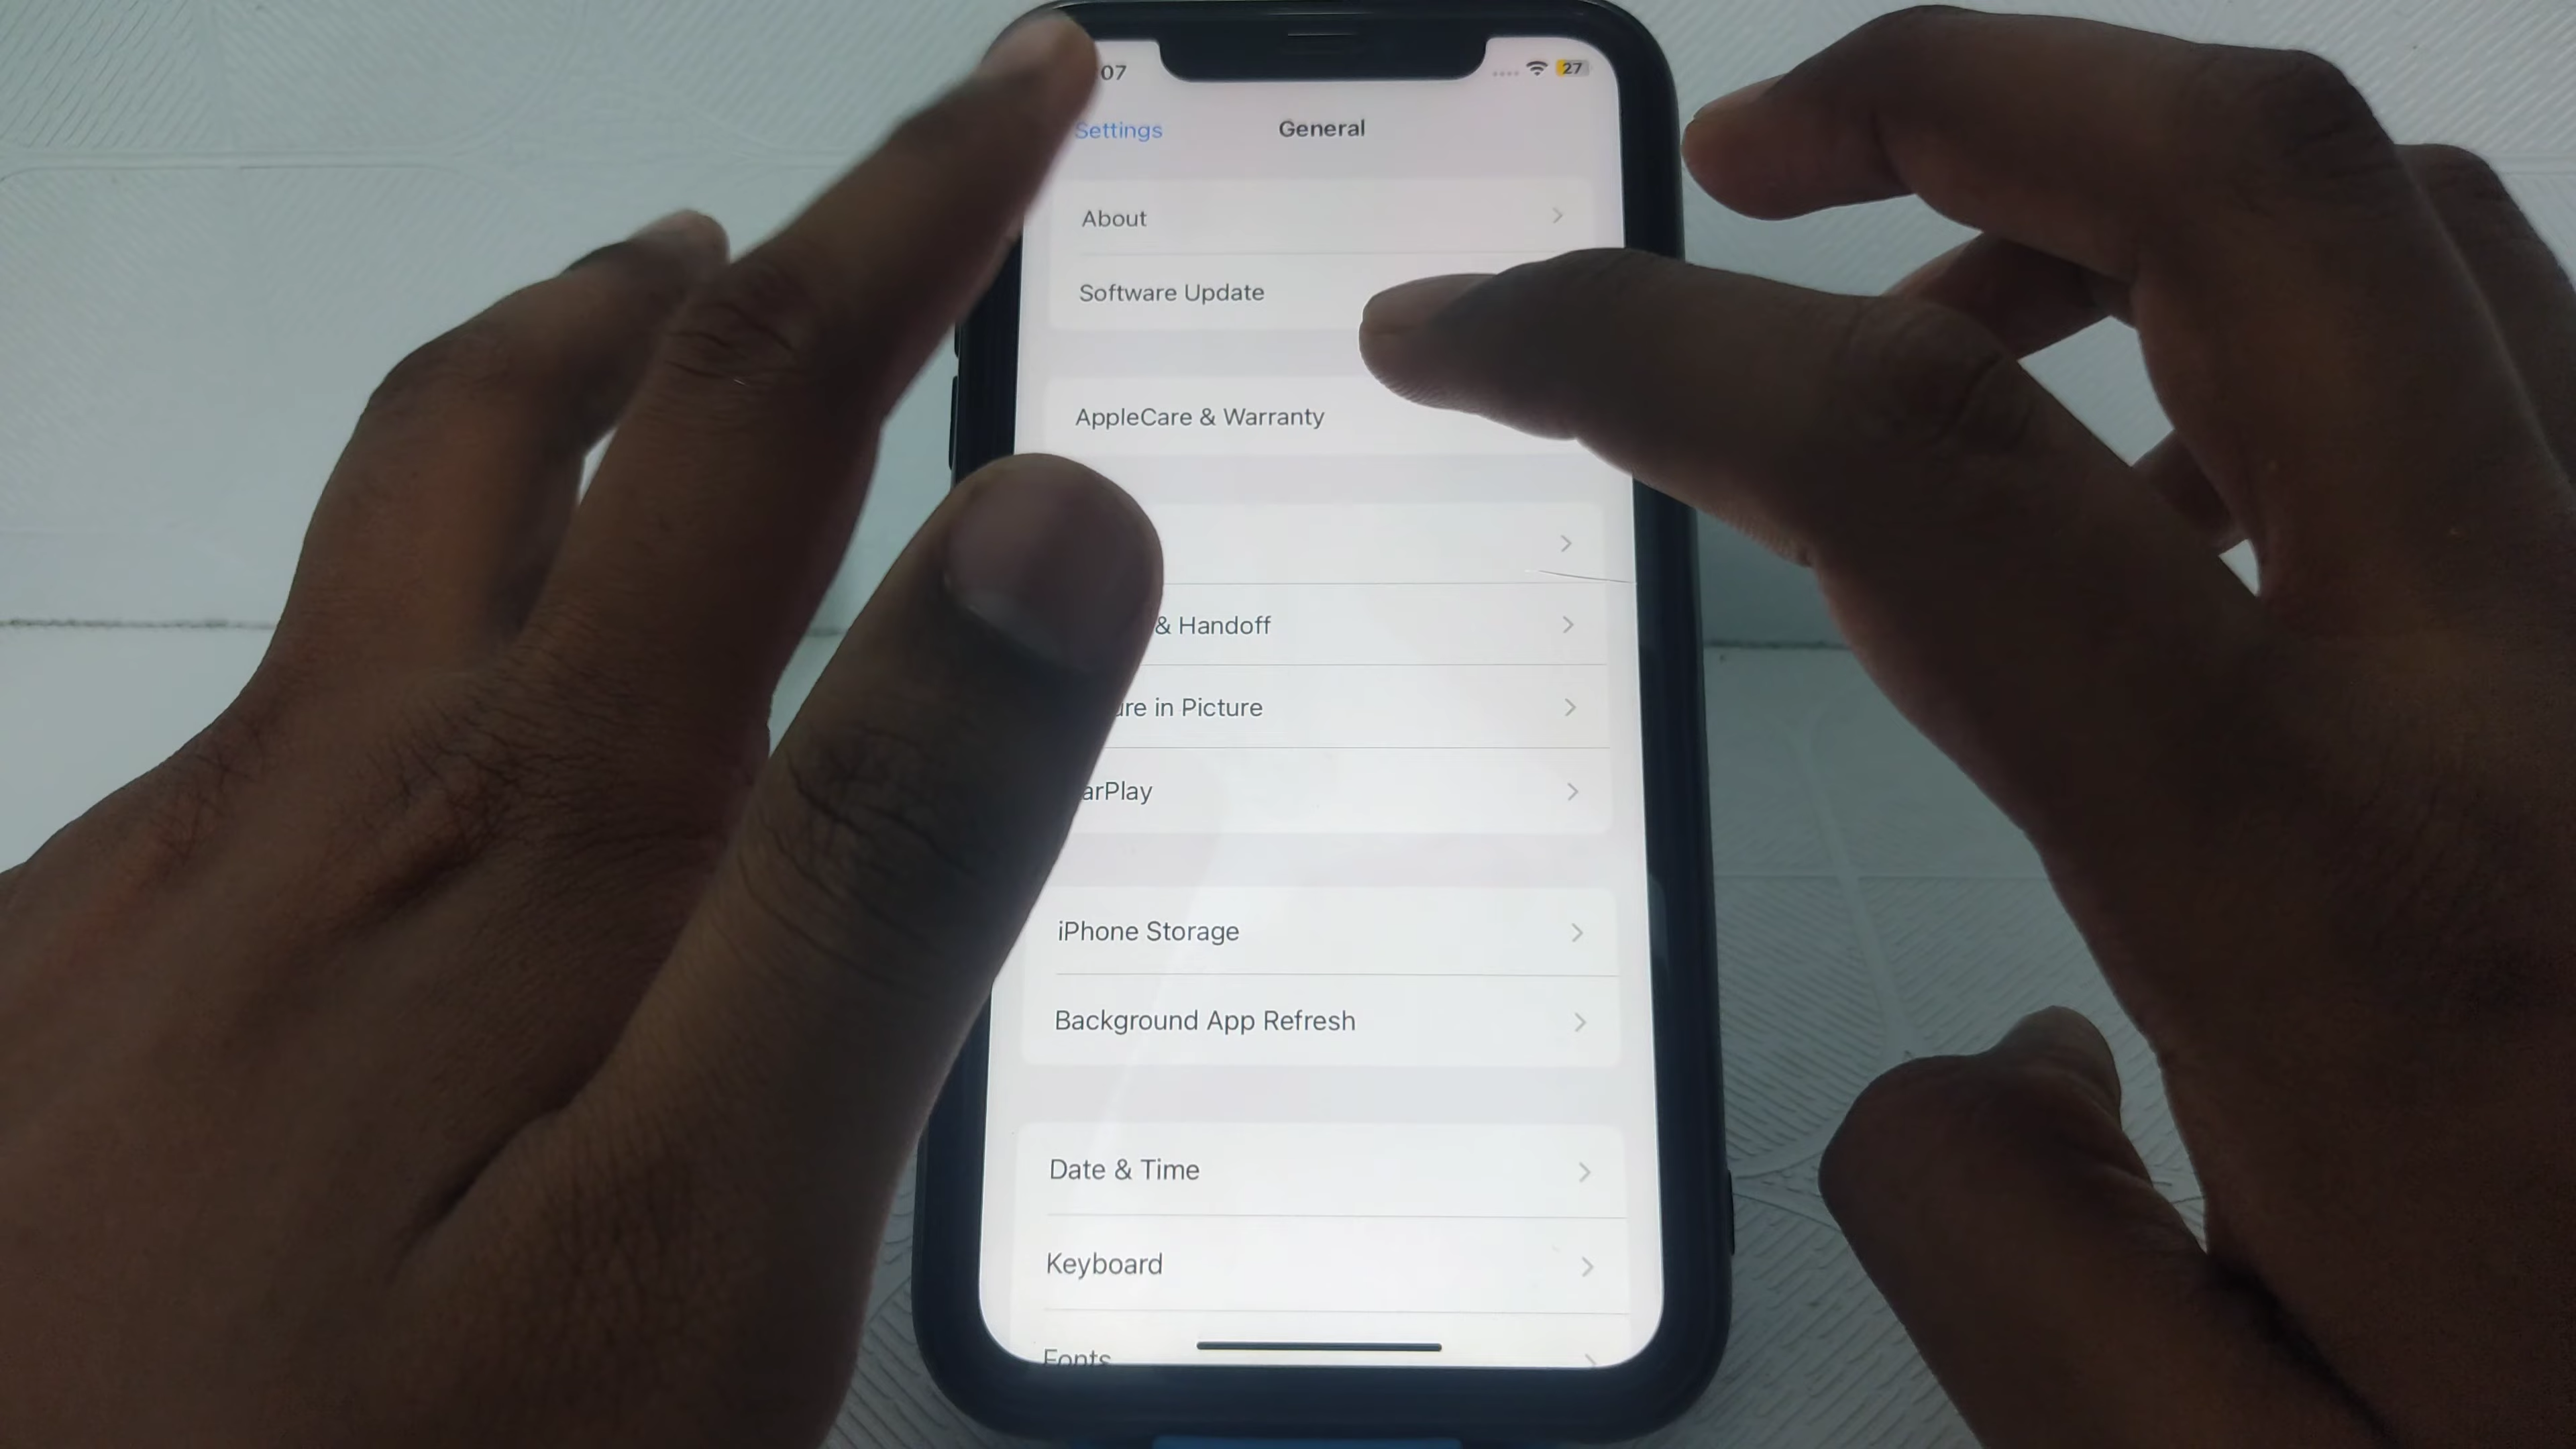 07
27
Settings
General
About
Software Update
AppleCare & Warranty
& Handoff
in Picture
arPlay
iPhone Storage
Background App Refresh
Date & Time
Keyboard
Fonts